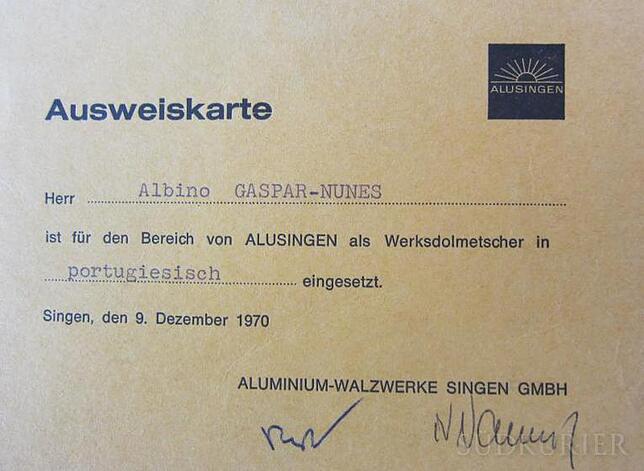 ALUSINGEN
Ausweiskarte
Herr Albino GASPAR-NUNES
ist für den Bereich von ALUSINGEN als Werksdolmetscher in
portugiesisch eingesetzt.
Singen, den 9. Dezember 1970
ALUMINIUM-WALZWERKE SINGEN GMBH
SÜDKURIER